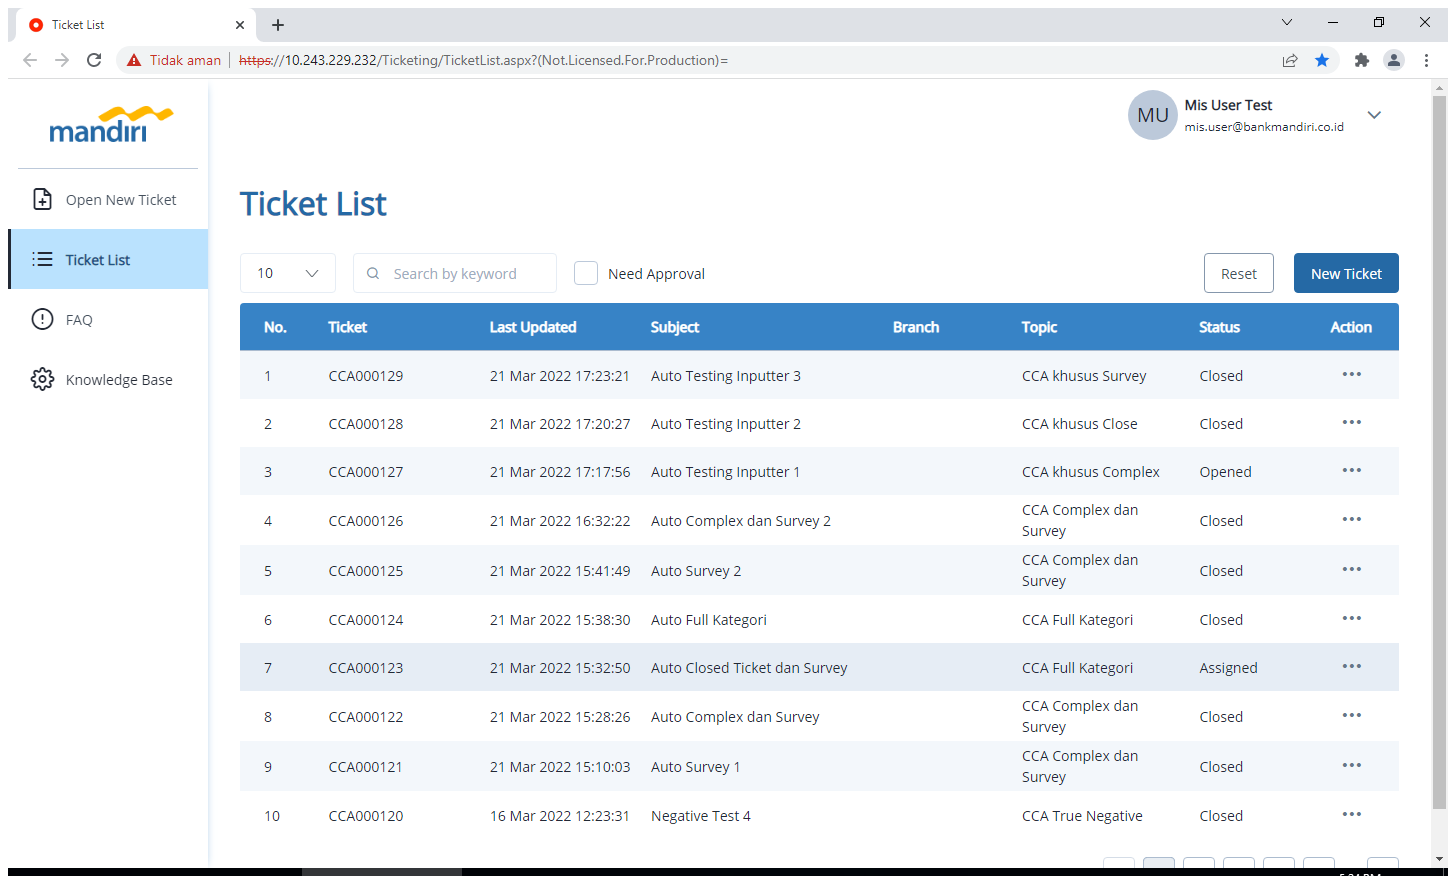 Ticket List
Tidak aman https://10.243.229.232/Ticketing/TicketList.aspx?(Not.Licensed.For.Production)=
mandiri
MU
Mis User Test
mis.user@bankmandiri.co.id
Open New Ticket
Ticket List
FAQ
Knowledge Base
Ticket List
10 Search by keyword Need Approval Reset New Ticket
No. Ticket Last Updated Subject Branch Topic Status Action
1 CCA000129 21 Mar 2022 17:23:21 Auto Testing Inputter 3 CCA khusus Survey Closed
2 CCA000128 21 Mar 2022 17:20:27 Auto Testing Inputter 2 CCA khusus Close Closed
3 CCA000127 21 Mar 2022 17:17:56 Auto Testing Inputter 1 CCA khusus Complex Opened
4 CCA000126 21 Mar 2022 16:32:22 Auto Complex dan Survey 2 CCA Complex dan Survey Closed
5 CCA000125 21 Mar 2022 15:41:49 Auto Survey 2 CCA Complex dan Survey Closed
6 CCA000124 21 Mar 2022 15:38:30 Auto Full Kategori CCA Full Kategori Closed
7 CCA000123 21 Mar 2022 15:32:50 Auto Closed Ticket dan Survey CCA Full Kategori Assigned
8 CCA000122 21 Mar 2022 15:28:26 Auto Complex dan Survey CCA Complex dan Survey Closed
9 CCA000121 21 Mar 2022 15:10:03 Auto Survey 1 CCA Complex dan Survey Closed
10 CCA000120 16 Mar 2022 12:23:31 Negative Test 4 CCA True Negative Closed